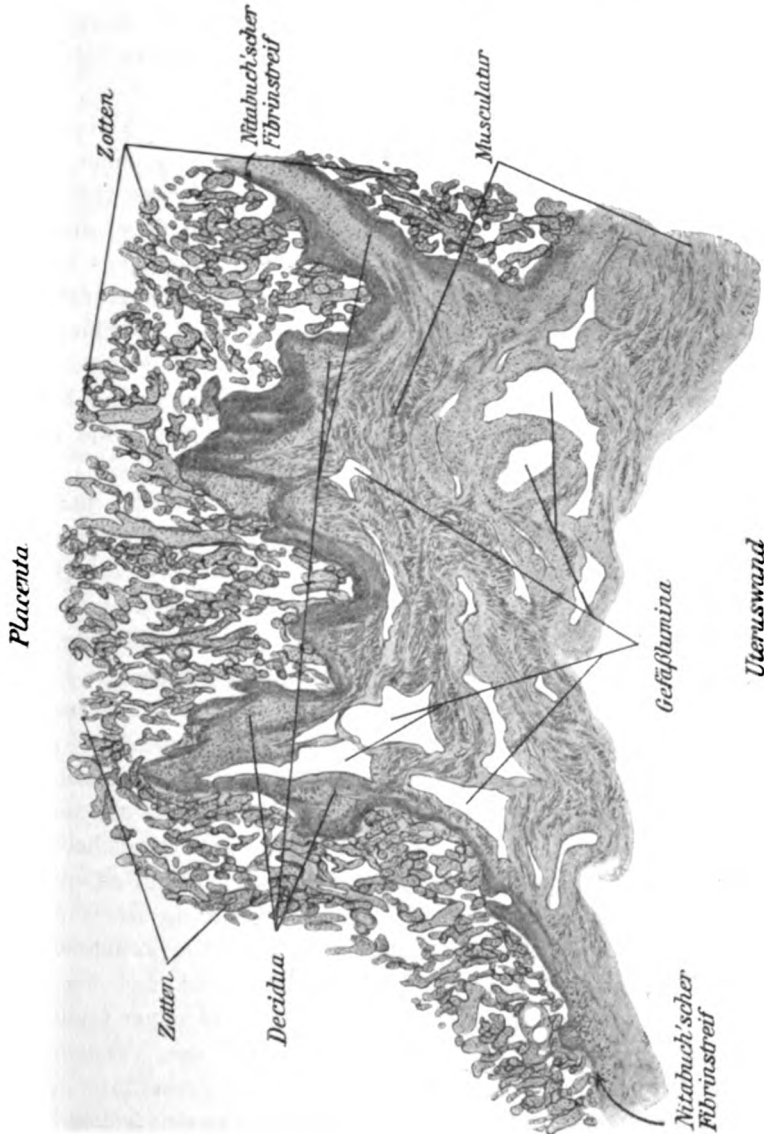 Placenta
Zotten
Zotten
Nitabuch'scher
Fibrinstreif
Decidua
Musculatur
Gefäßlumina
Nitabuch'scher
Fibrinstreif
Uteruswand